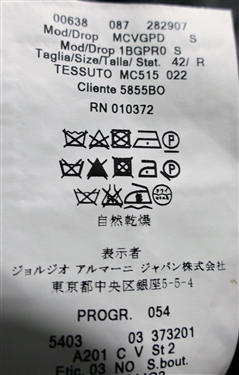 00638 087 282907
Mod/Drop MCVGPD S
Mod/Drop 1BGPR0 S
Taglia/Size/Talla/ Stat. 42/ R
TESSUTO MC515 022
Cliente 5855BO
RN 010372
自然乾燥
表示者
ジョルジオ アルマーニ ジャパン株式会社
東京都中央区銀座5-5-4
PROGR. 054
5403 03 373201
A201 C V St2
Etic. 03 NO S.bout.